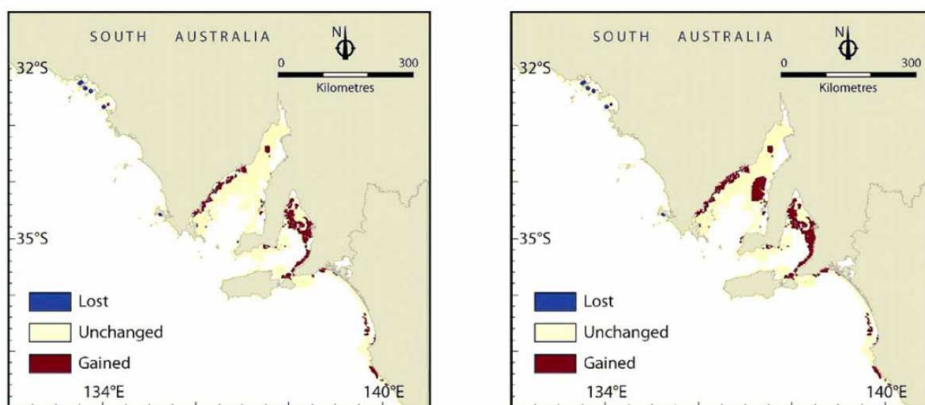 SOUTH AUSTRALIA
N
0 300
Kilometres
32°S
35°S
Lost
Unchanged
Gained
134°E 140°E
SOUTH AUSTRALIA
N
0 300
Kilometres
32°S
35°S
Lost
Unchanged
Gained
134°E 140°E